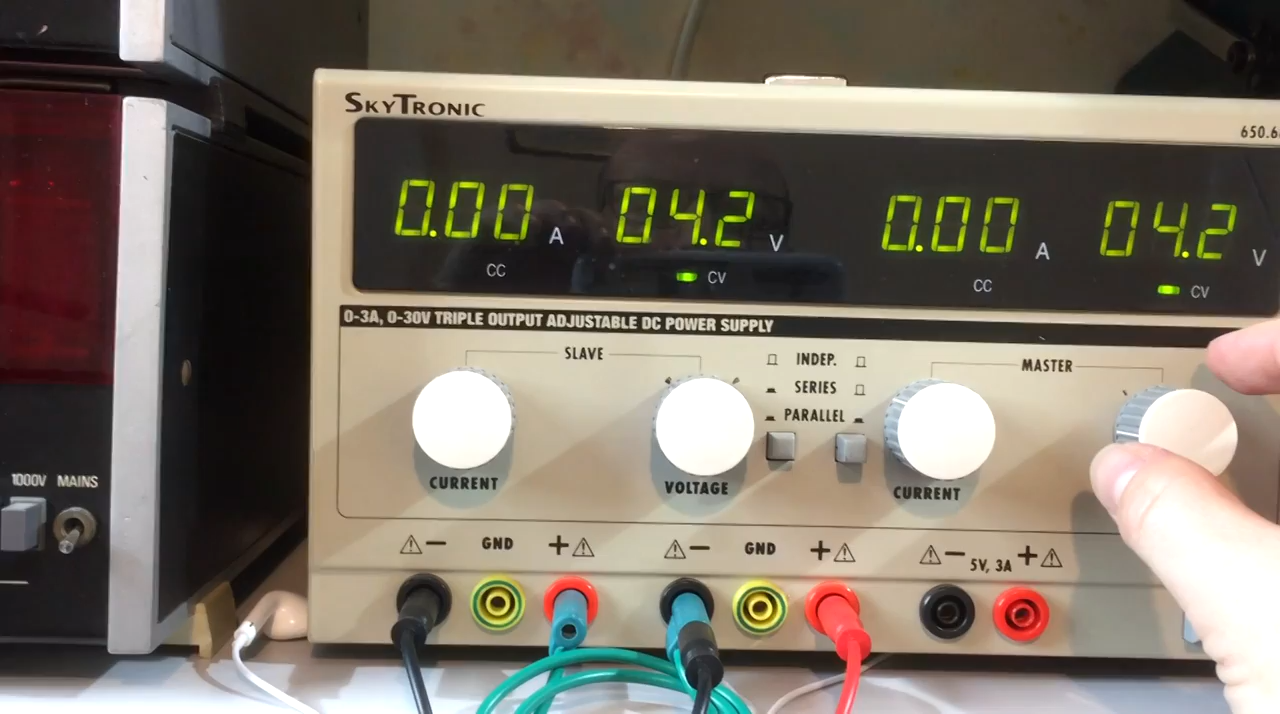 SKYTRONIC
650.6
0.00 A 04.2 V 0.00 A 04.2 V
CC CV CC CV
0-3A, 0-30V TRIPLE OUTPUT ADJUSTABLE DC POWER SUPPLY
SLAVE INDEP. MASTER
SERIES
PARALLEL
CURRENT VOLTAGE CURRENT
1000V MAINS
− GND + − GND + − 5V, 3A +